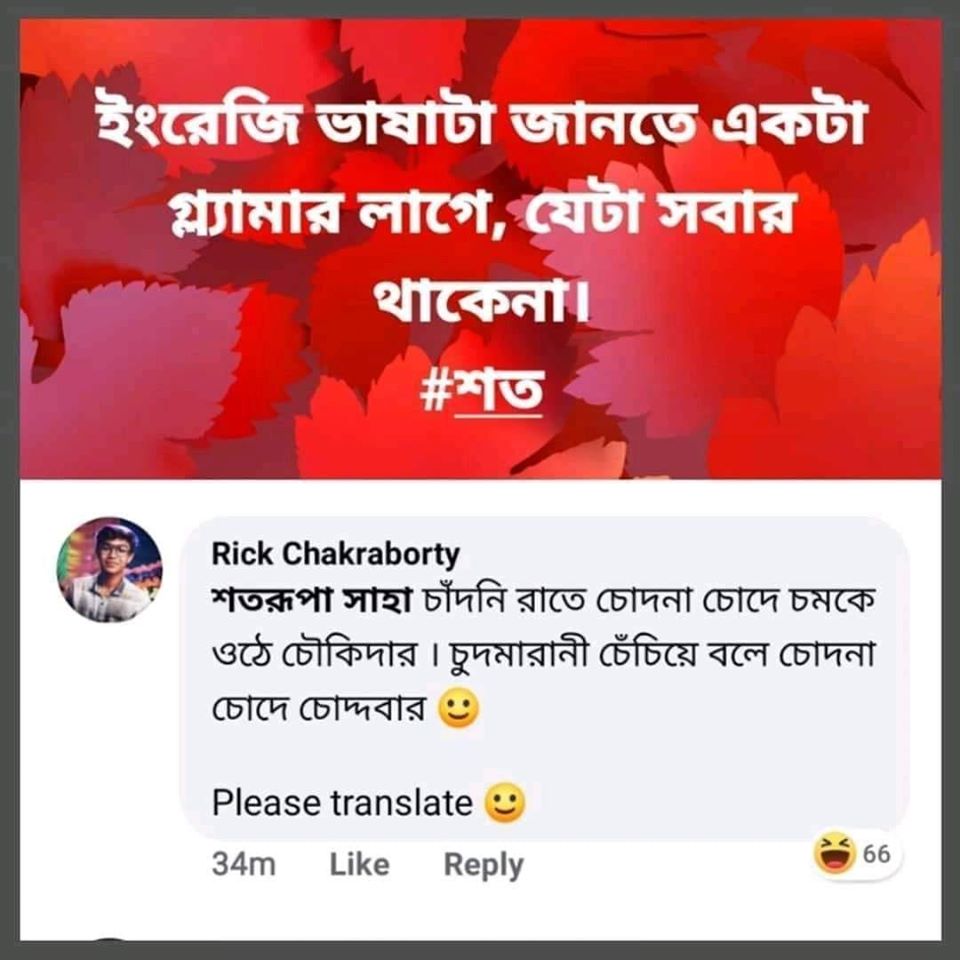 ইংরেজি ভাষাটা জানতে একটা
গ্ল্যামার লাগে, যেটা সবার
থাকেনা।
#শত
Rick Chakraborty
শতরূপা সাহা চাঁদনি রাতে চোদনা চোদে চমকে
ওঠে চৌকিদার । চুদমারানী চেঁচিয়ে বলে চোদনা
চোদে চোদ্দবার 🙂
Please translate 🙂
34m Like Reply 😆 66